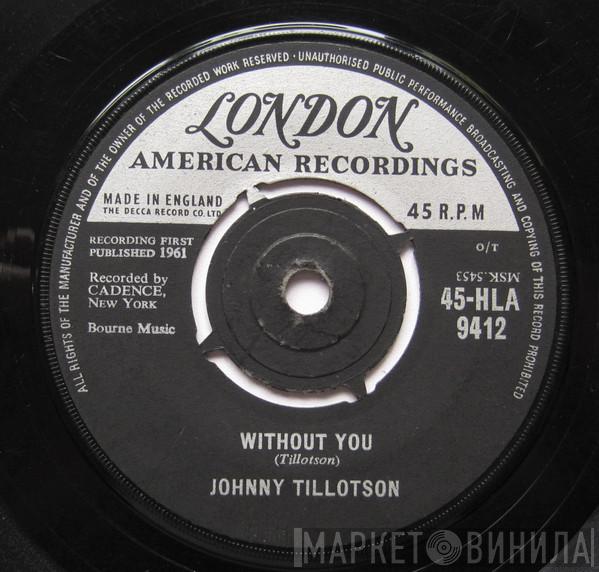 ALL RIGHTS OF THE MANUFACTURER AND OF THE OWNER OF THE RECORDED WORK RESERVED · UNAUTHORISED PUBLIC PERFORMANCE BROADCASTING AND COPYING OF THIS RECORD PROHIBITED
LONDON
AMERICAN RECORDINGS
MADE IN ENGLAND
THE DECCA RECORD CO. LTD.
45 R.P.M
RECORDING FIRST
PUBLISHED 1961
O/T
MSK.5453
Recorded by
CADENCE,
New York
45-HLA
9412
Bourne Music
WITHOUT YOU
(Tillotson)
JOHNNY TILLOTSON
МАРКЕТ ВИНИЛА